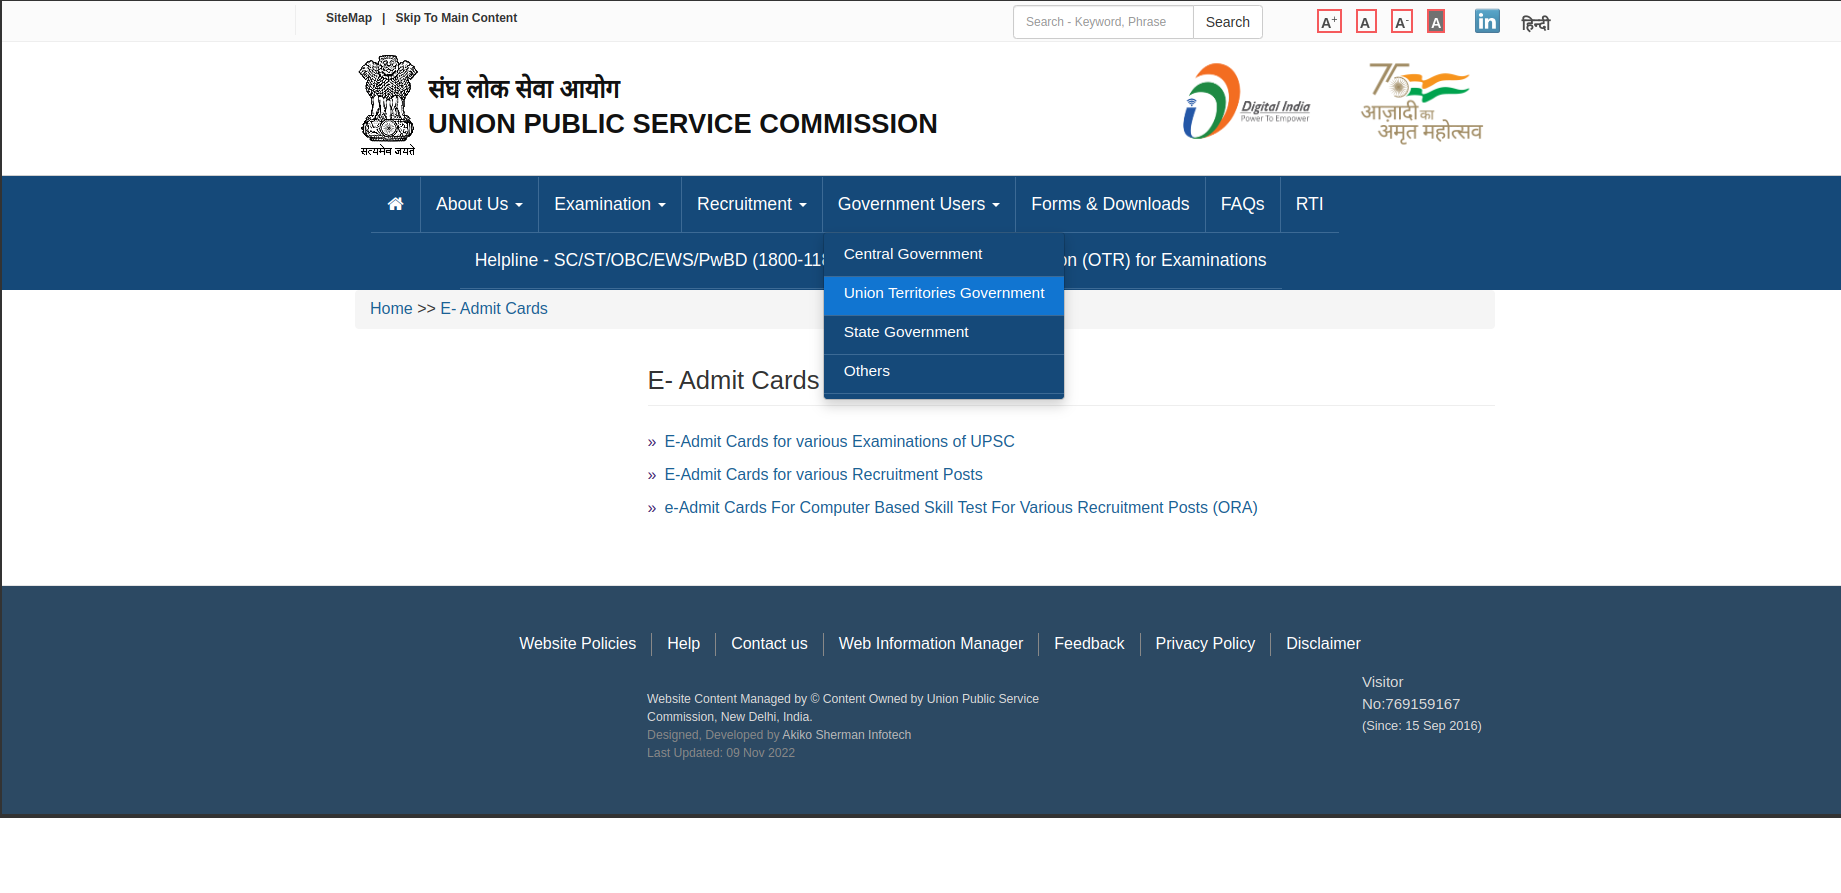 SiteMap | Skip To Main Content
Search - Keyword, Phrase Search A+ A A- A in हिन्दी
संघ लोक सेवा आयोग
UNION PUBLIC SERVICE COMMISSION
सत्यमेव जयते
Digital India
Power To Empower
75
आज़ादी का
अमृत महोत्सव
About Us Examination Recruitment Government Users Forms & Downloads FAQs RTI
Helpline - SC/ST/OBC/EWS/PwBD (1800-118 (OTR) for Examinations
Central Government
Union Territories Government
State Government
Others
Home >> E- Admit Cards
E- Admit Cards
» E-Admit Cards for various Examinations of UPSC
» E-Admit Cards for various Recruitment Posts
» e-Admit Cards For Computer Based Skill Test For Various Recruitment Posts (ORA)
Website Policies Help Contact us Web Information Manager Feedback Privacy Policy Disclaimer
Website Content Managed by © Content Owned by Union Public Service
Commission, New Delhi, India.
Designed, Developed by Akiko Sherman Infotech
Last Updated: 09 Nov 2022
Visitor
No:769159167
(Since: 15 Sep 2016)